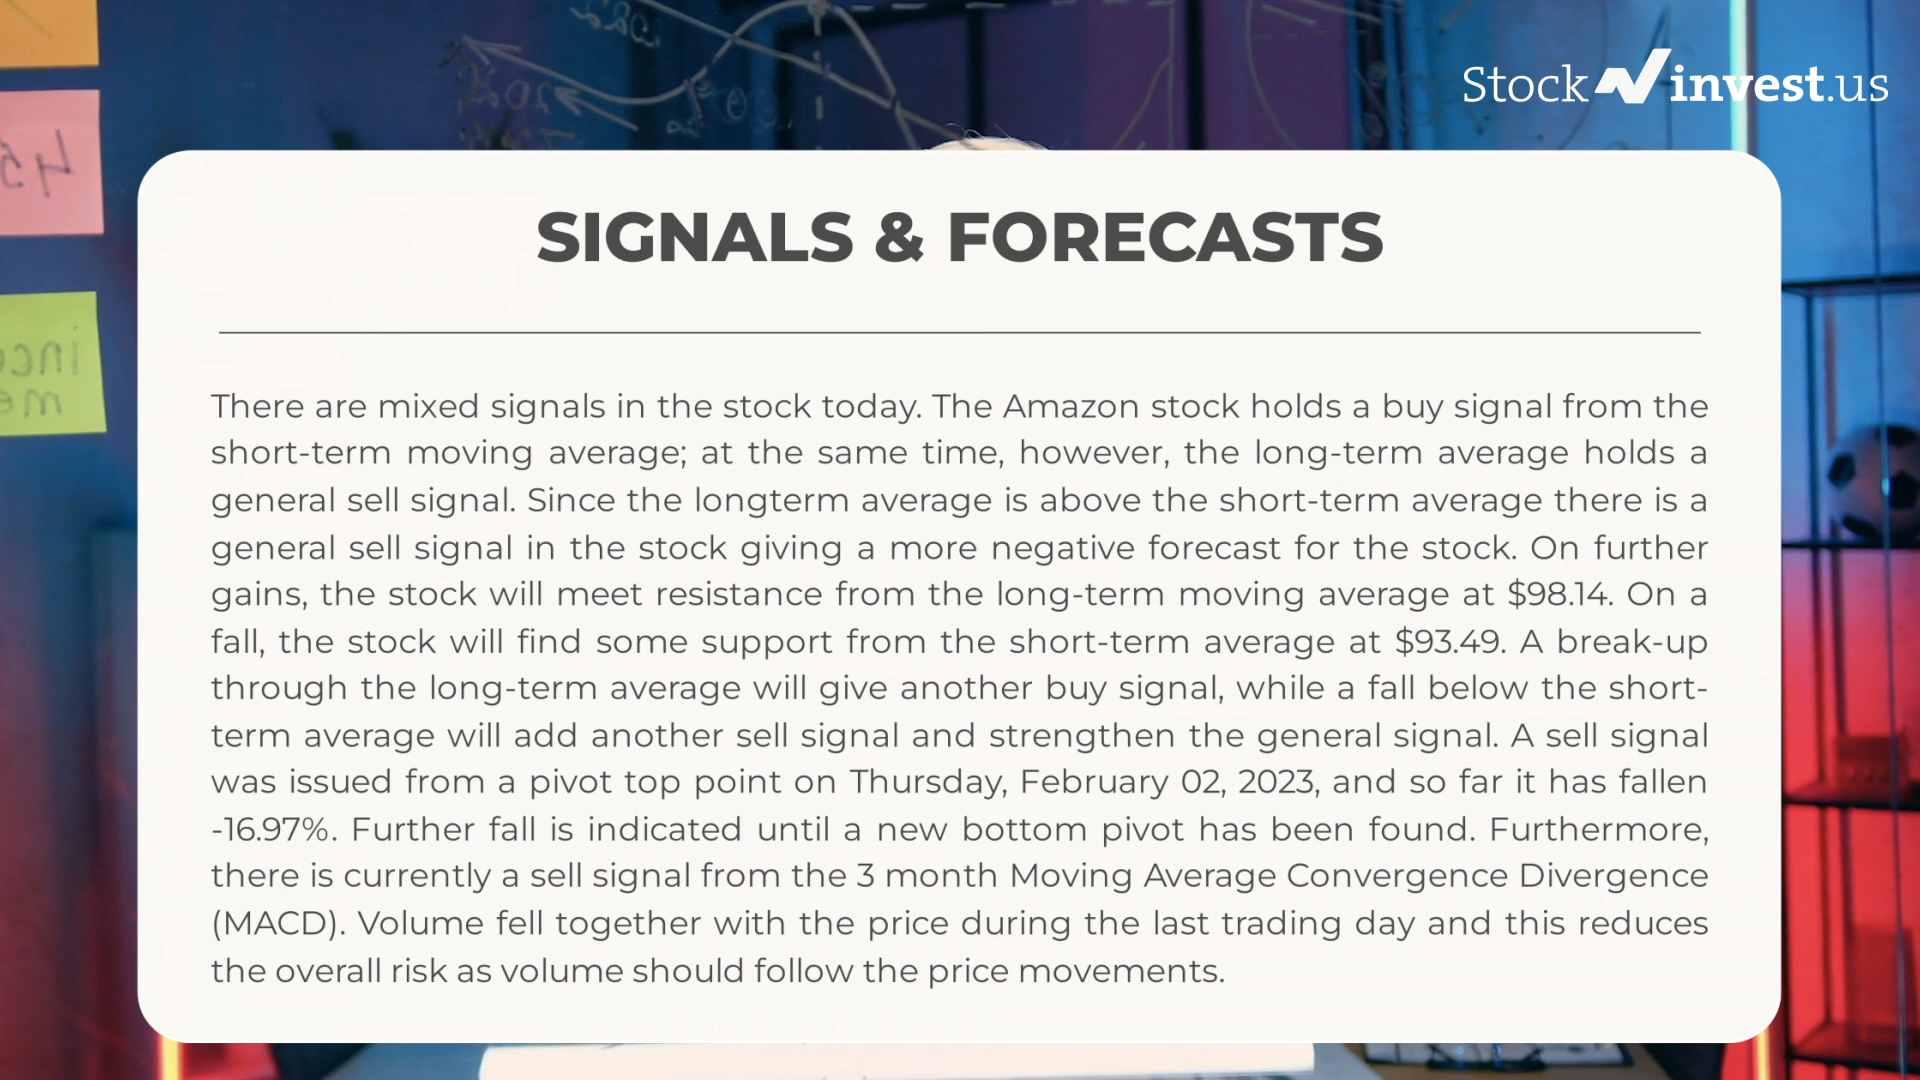 Stock invest.us
45
SIGNALS & FORECASTS
There are mixed signals in the stock today. The Amazon stock holds a buy signal from the
short-term moving average; at the same time, however, the long-term average holds a
general sell signal. Since the longterm average is above the short-term average there is a
general sell signal in the stock giving a more negative forecast for the stock. On further
gains, the stock will meet resistance from the long-term moving average at $98.14. On a
fall, the stock will find some support from the short-term average at $93.49. A break-up
through the long-term average will give another buy signal, while a fall below the short-
term average will add another sell signal and strengthen the general signal. A sell signal
was issued from a pivot top point on Thursday, February 02, 2023, and so far it has fallen
-16.97%. Further fall is indicated until a new bottom pivot has been found. Furthermore,
there is currently a sell signal from the 3 month Moving Average Convergence Divergence
(MACD). Volume fell together with the price during the last trading day and this reduces
the overall risk as volume should follow the price movements.